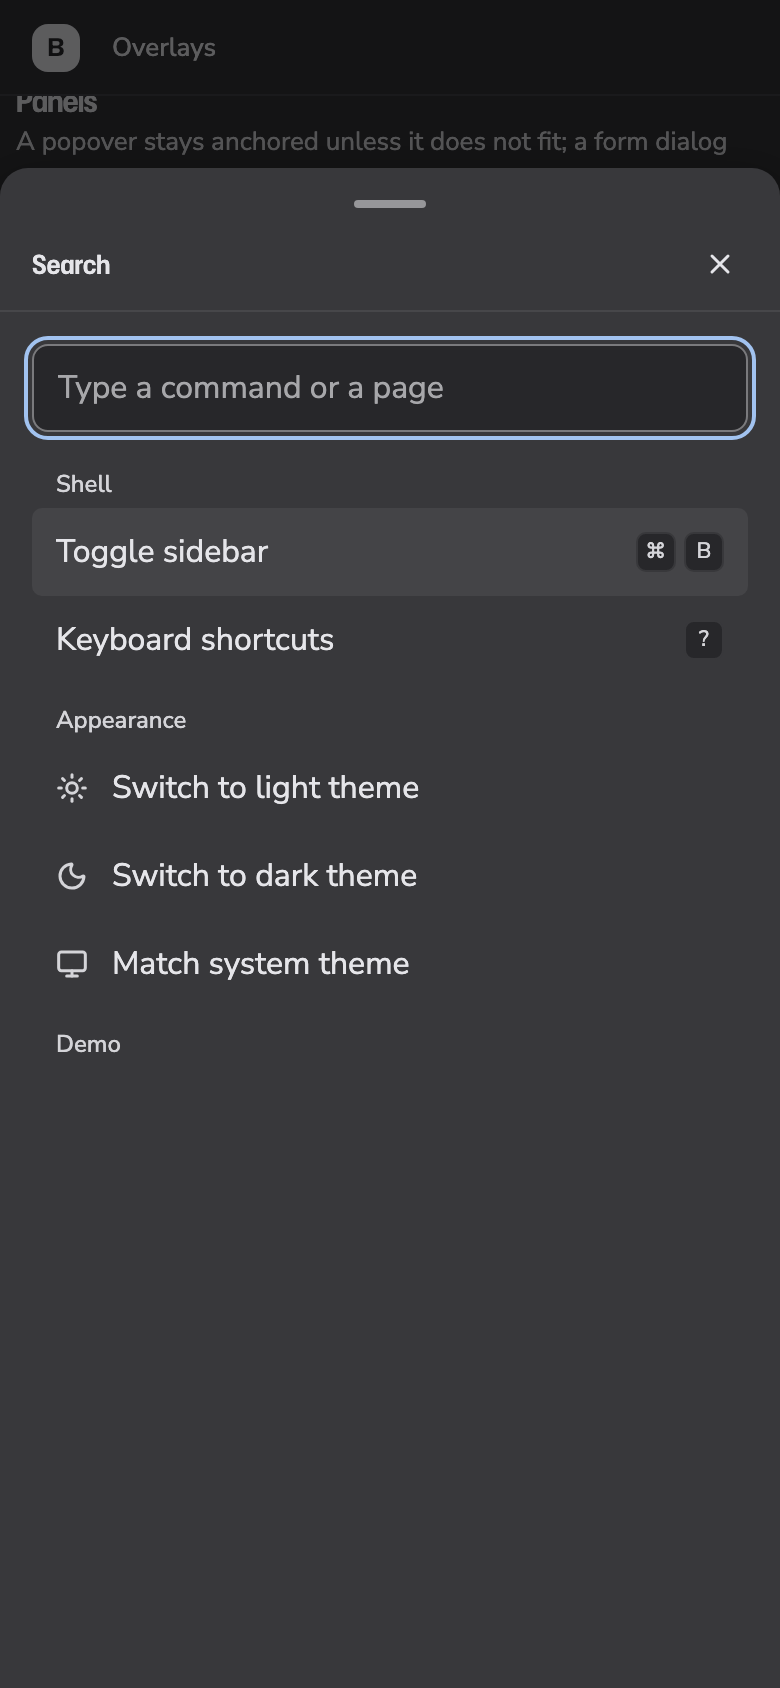 B Overlays
Panels
A popover stays anchored unless it does not fit; a form dialog
Search
Type a command or a page
Shell
Toggle sidebar ⌘ B
Keyboard shortcuts ?
Appearance
Switch to light theme
Switch to dark theme
Match system theme
Demo